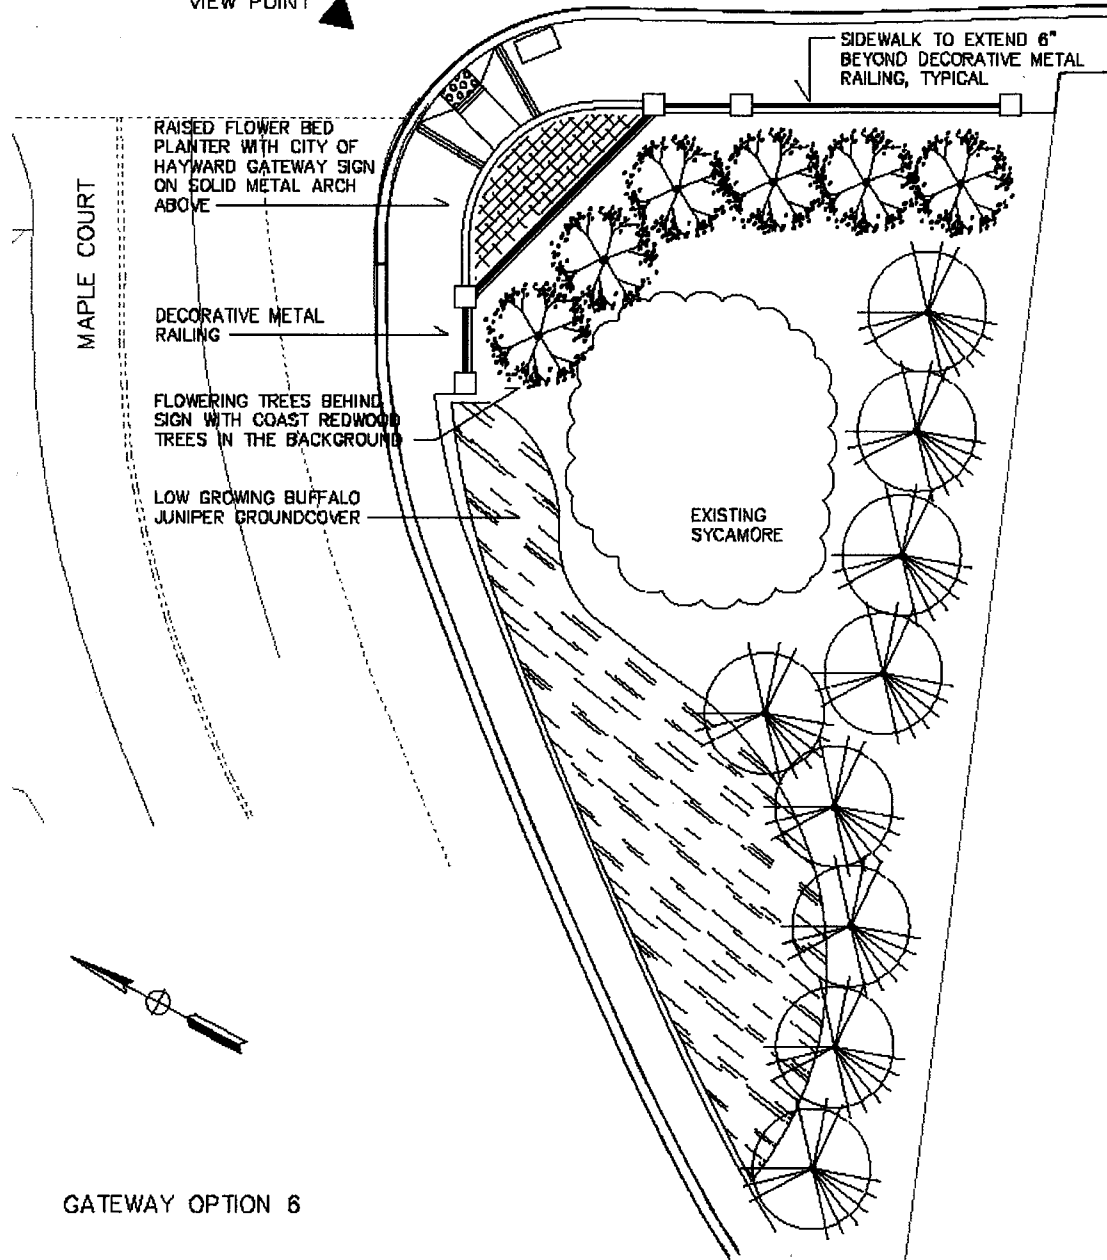 VIEW POINT
SIDEWALK TO EXTEND 6"
BEYOND DECORATIVE METAL
RAILING, TYPICAL
RAISED FLOWER BED
PLANTER WITH CITY OF
HAYWARD GATEWAY SIGN
ON SOLID METAL ARCH
ABOVE
MAPLE COURT
DECORATIVE METAL
RAILING
FLOWERING TREES BEHIND
SIGN WITH COAST REDWOOD
TREES IN THE BACKGROUND
LOW GROWING BUFFALO
JUNIPER GROUNDCOVER
EXISTING
SYCAMORE
GATEWAY OPTION 6